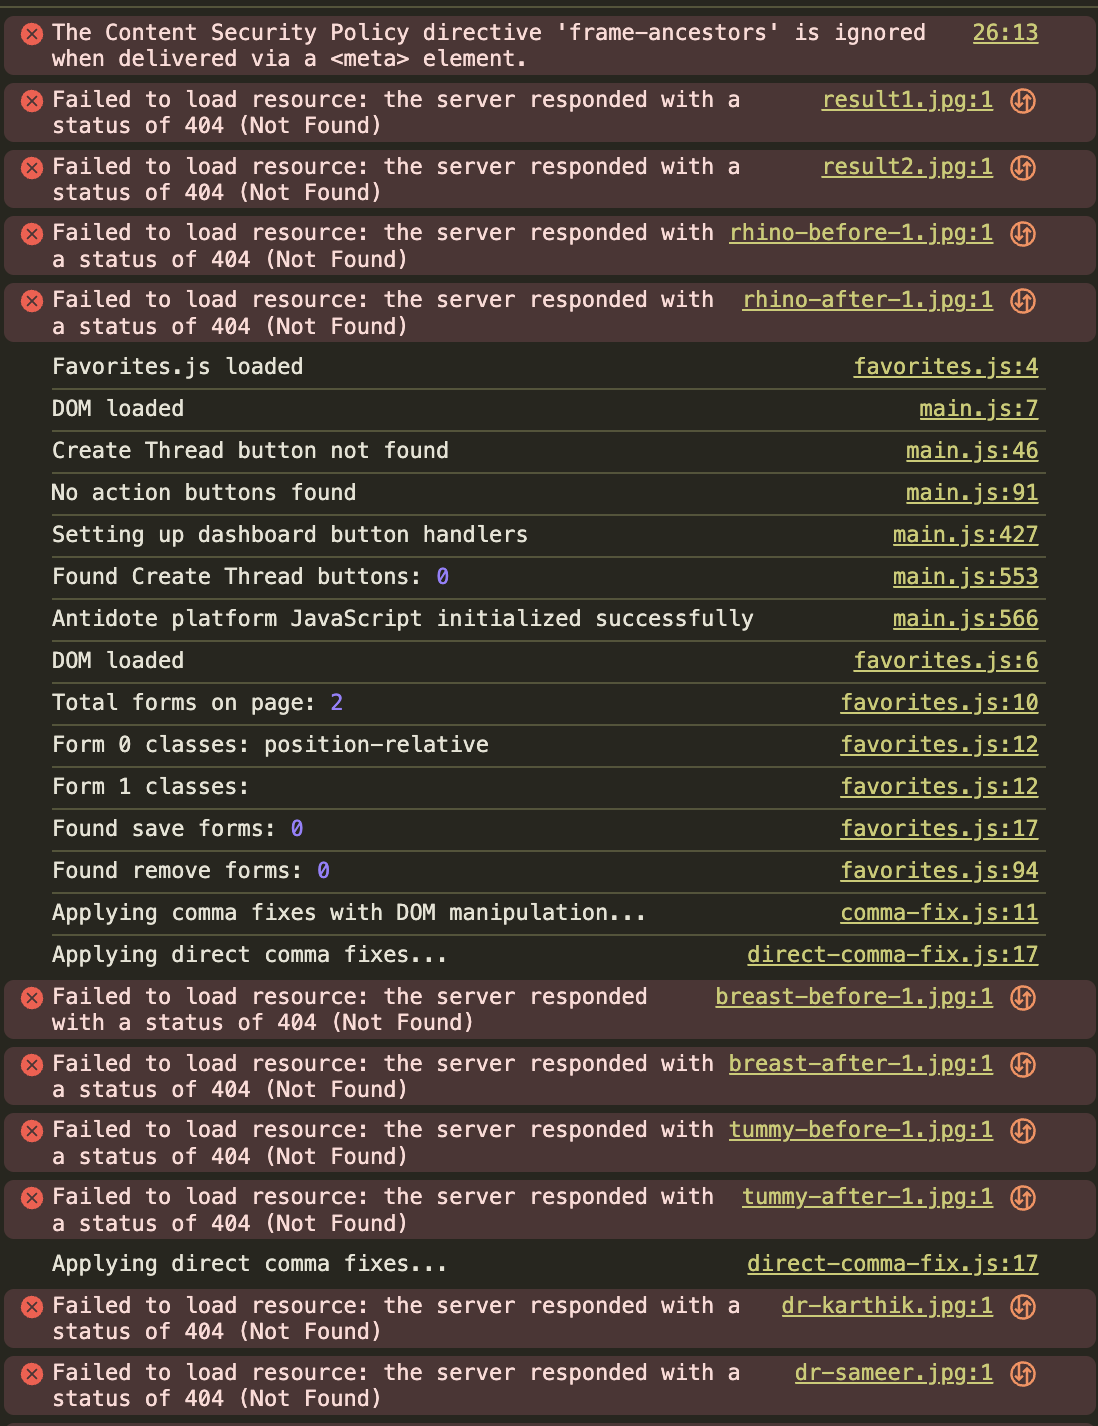 The Content Security Policy directive 'frame-ancestors' is ignored 26:13
when delivered via a <meta> element.
Failed to load resource: the server responded with a result1.jpg:1
status of 404 (Not Found)
Failed to load resource: the server responded with a result2.jpg:1
status of 404 (Not Found)
Failed to load resource: the server responded with rhino-before-1.jpg:1
a status of 404 (Not Found)
Failed to load resource: the server responded with rhino-after-1.jpg:1
a status of 404 (Not Found)
Favorites.js loaded favorites.js:4
DOM loaded main.js:7
Create Thread button not found main.js:46
No action buttons found main.js:91
Setting up dashboard button handlers main.js:427
Found Create Thread buttons: 0 main.js:553
Antidote platform JavaScript initialized successfully main.js:566
DOM loaded favorites.js:6
Total forms on page: 2 favorites.js:10
Form 0 classes: position-relative favorites.js:12
Form 1 classes: favorites.js:12
Found save forms: 0 favorites.js:17
Found remove forms: 0 favorites.js:94
Applying comma fixes with DOM manipulation... comma-fix.js:11
Applying direct comma fixes... direct-comma-fix.js:17
Failed to load resource: the server responded breast-before-1.jpg:1
with a status of 404 (Not Found)
Failed to load resource: the server responded with breast-after-1.jpg:1
a status of 404 (Not Found)
Failed to load resource: the server responded with tummy-before-1.jpg:1
a status of 404 (Not Found)
Failed to load resource: the server responded with tummy-after-1.jpg:1
a status of 404 (Not Found)
Applying direct comma fixes... direct-comma-fix.js:17
Failed to load resource: the server responded with a dr-karthik.jpg:1
status of 404 (Not Found)
Failed to load resource: the server responded with a dr-sameer.jpg:1
status of 404 (Not Found)